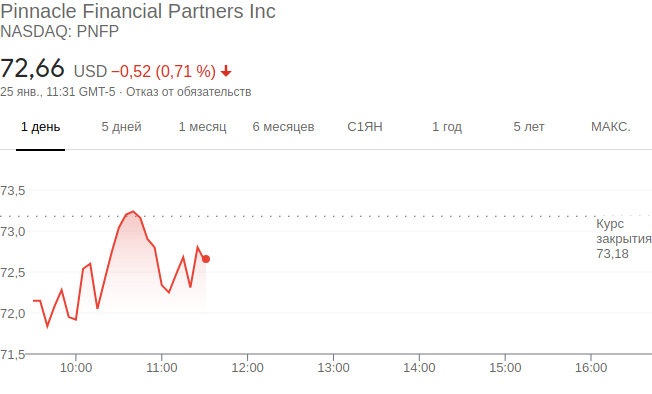 Pinnacle Financial Partners Inc
NASDAQ: PNFP
72,66 USD −0,52 (0,71 %)
25 янв., 11:31 GMT-5 · Отказ от обязательств
1 день 5 дней 1 месяц 6 месяцев С1ЯН 1 год 5 лет МАКС.
73,5
Курс
73,0
закрытия
73,18
72,5
72,0
71,5
10:00 11:00 12:00 13:00 14:00 15:00 16:00